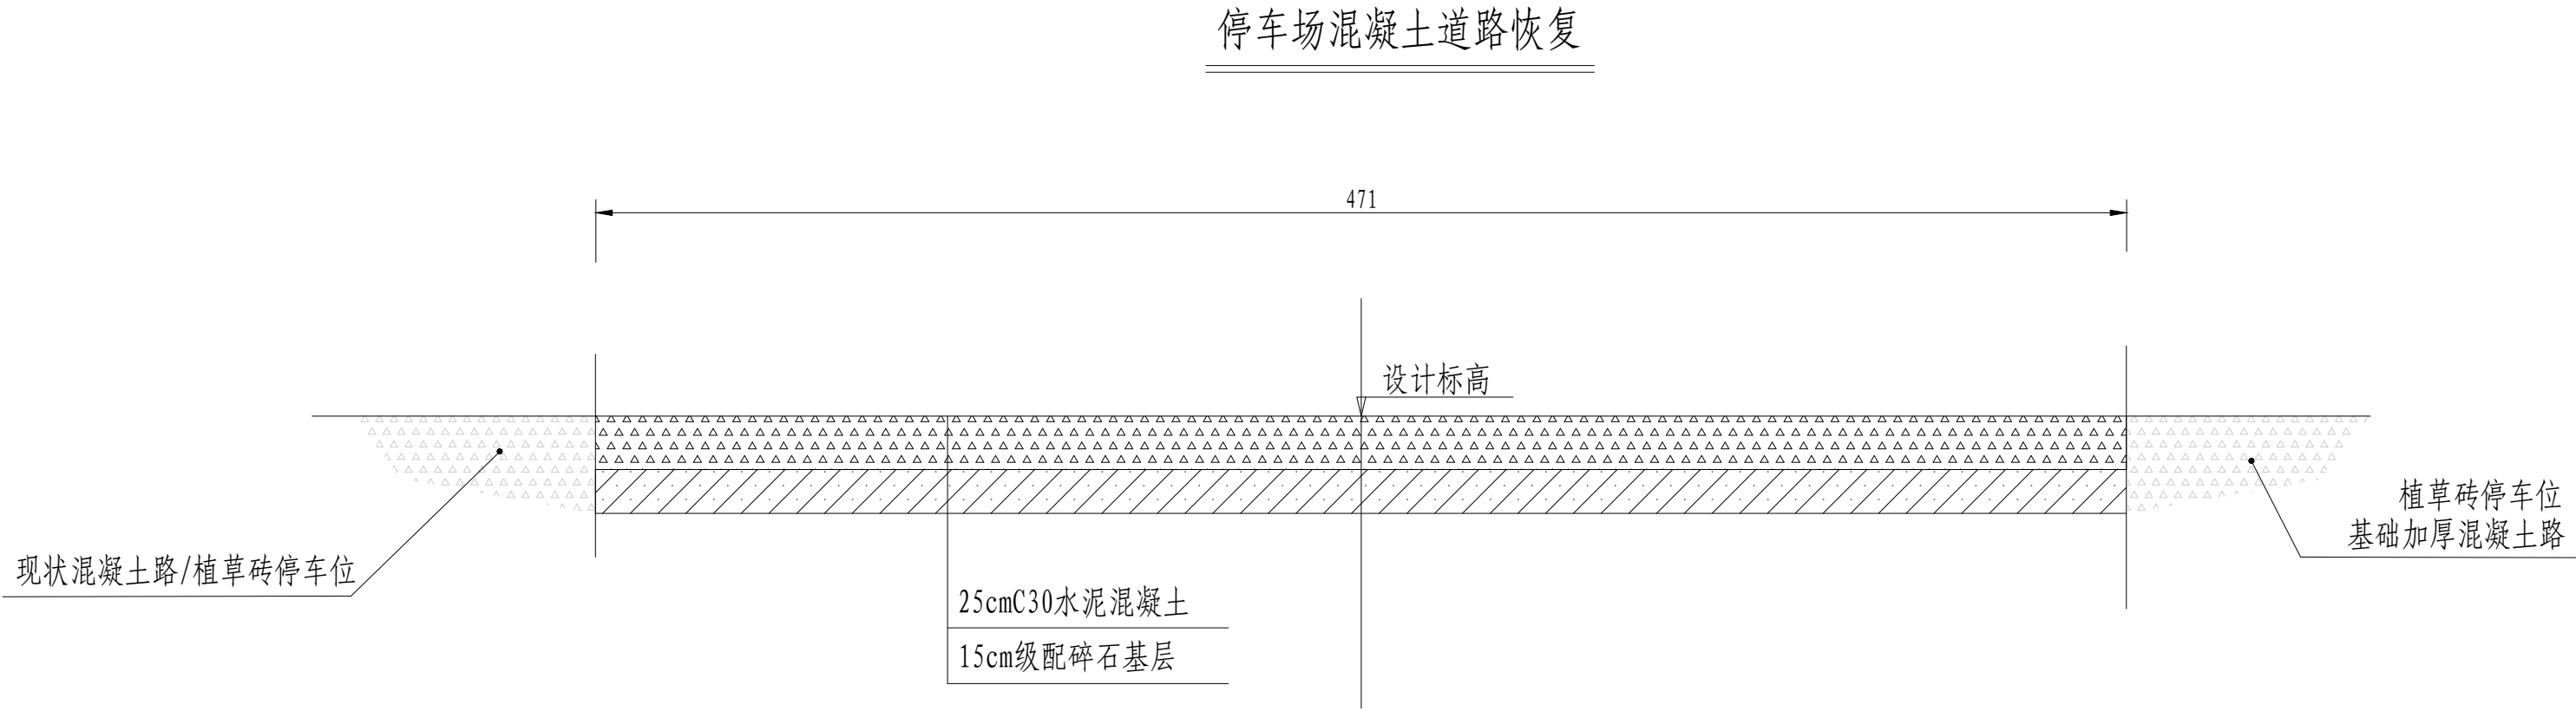 停车场混凝土道路恢复
471
设计标高
现状混凝土路/植草砖停车位
植草砖停车位
基础加厚混凝土路
25cmC30水泥混凝土
15cm级配碎石基层